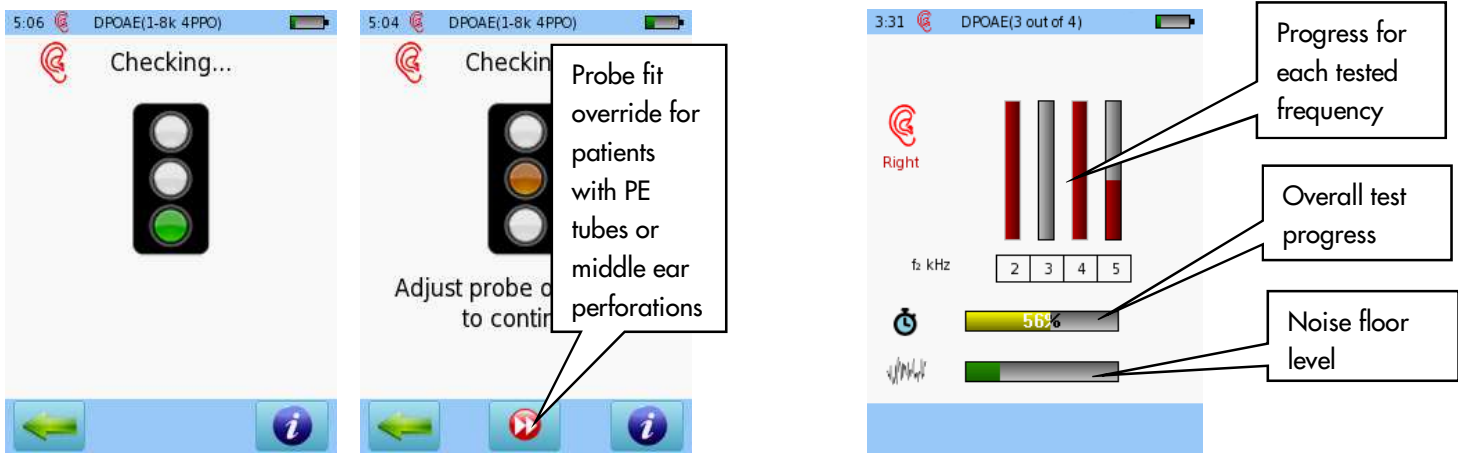 5:06 DPOAE(1-8k 4PPO)
Checking...
i
5:04 DPOAE(1-8k 4PPO)
Checkin
Adjust probe o
to contin
i
Probe fit
override for
patients
with PE
tubes or
middle ear
perforations
3:31 DPOAE(3 out of 4)
Right
f₂ kHz
2 3 4 5
56%
Progress for
each tested
frequency
Overall test
progress
Noise floor
level